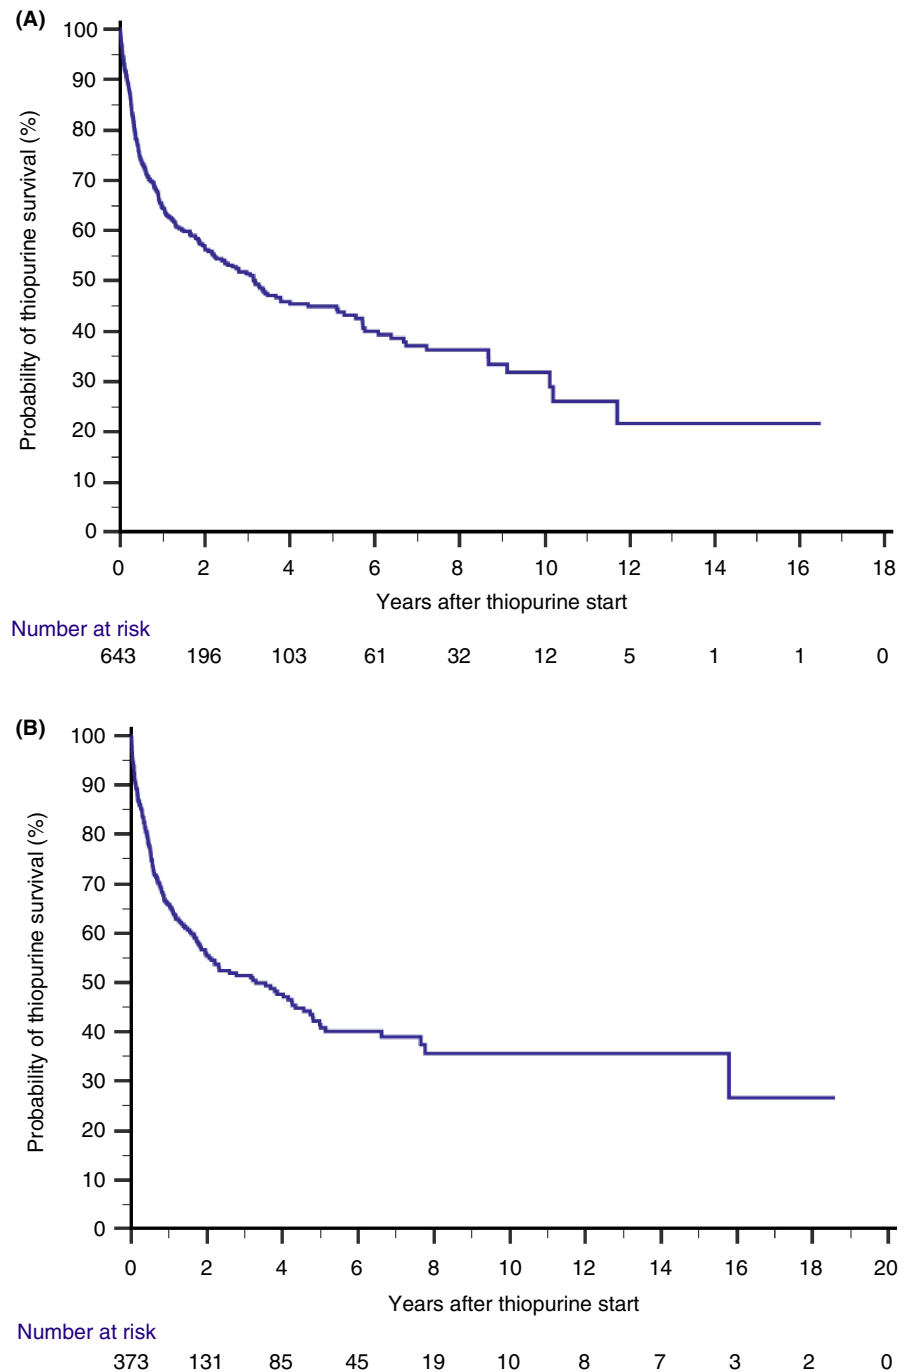 (A)
Probability of thiopurine survival (%)
100
90
80
70
60
50
40
30
20
10
0
0 2 4 6 8 10 12 14 16 18
Years after thiopurine start
Number at risk
643 196 103 61 32 12 5 1 1 0
(B)
Probability of thiopurine survival (%)
100
90
80
70
60
50
40
30
20
10
0
0 2 4 6 8 10 12 14 16 18 20
Years after thiopurine start
Number at risk
373 131 85 45 19 10 8 7 3 2 0